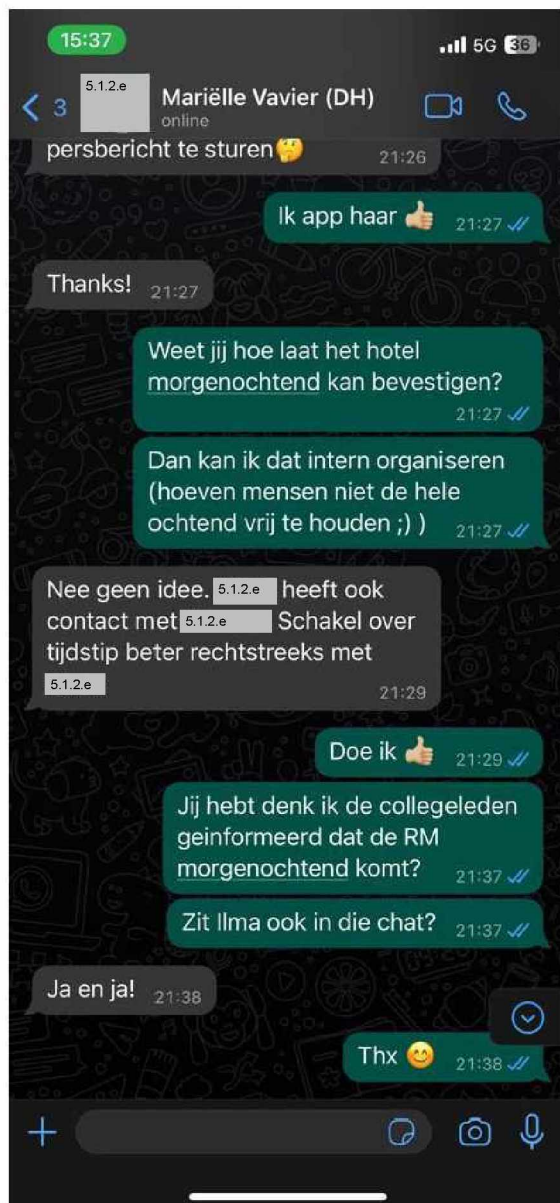 15:37
5G 36
3
5.1.2.e
Mariëlle Vavier (DH)
online
persbericht te sturen🤔
21:26
Ik app haar 👍🏼 21:27
Thanks! 21:27
Weet jij hoe laat het hotel
morgenochtend kan bevestigen?
21:27
Dan kan ik dat intern organiseren
(hoeven mensen niet de hele
ochtend vrij te houden ;) ) 21:27
Nee geen idee. 5.1.2.e heeft ook
contact met 5.1.2.e Schakel over
tijdstip beter rechtstreeks met
5.1.2.e
21:29
Doe ik 👍🏼 21:29
Jij hebt denk ik de collegeleden
geinformeerd dat de RM
morgenochtend komt? 21:37
Zit Ilma ook in die chat? 21:37
Ja en ja! 21:38
Thx 😊 21:38